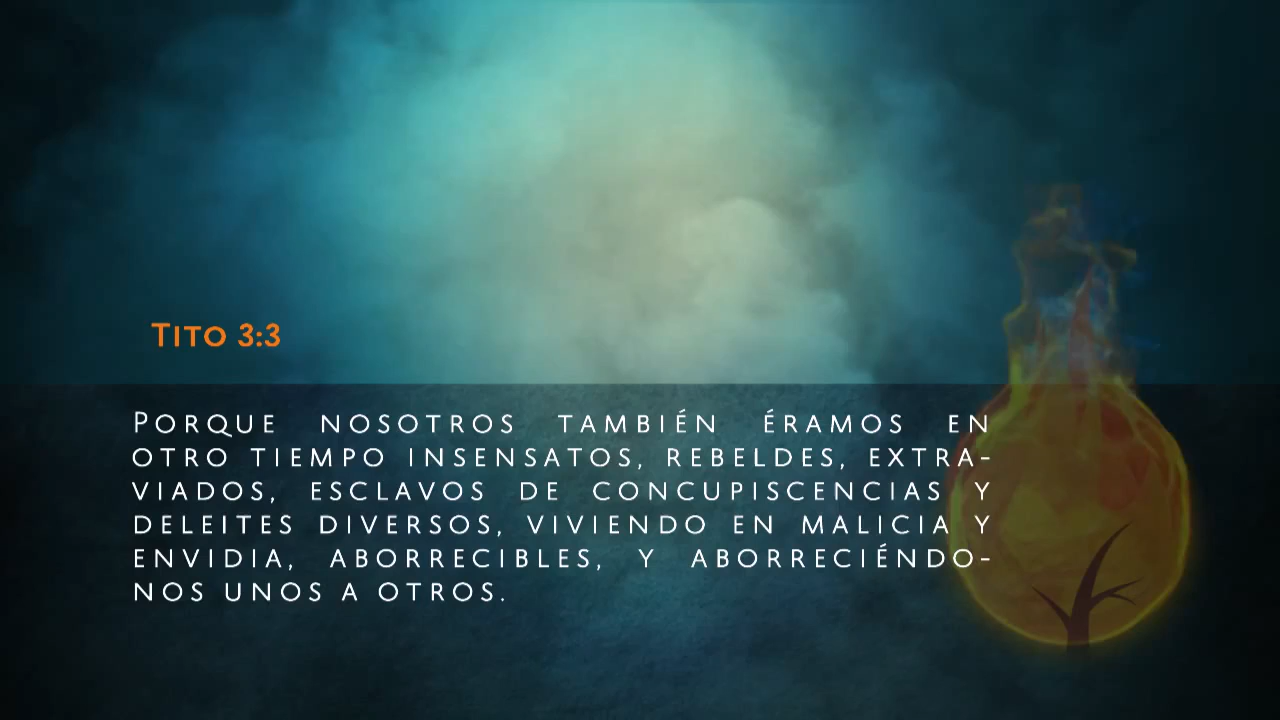 Tito 3:3
Porque nosotros también éramos en
otro tiempo insensatos, rebeldes, extra-
viados, esclavos de concupiscencias y
deleites diversos, viviendo en malicia y
envidia, aborrecibles, y aborreciéndo-
nos unos a otros.